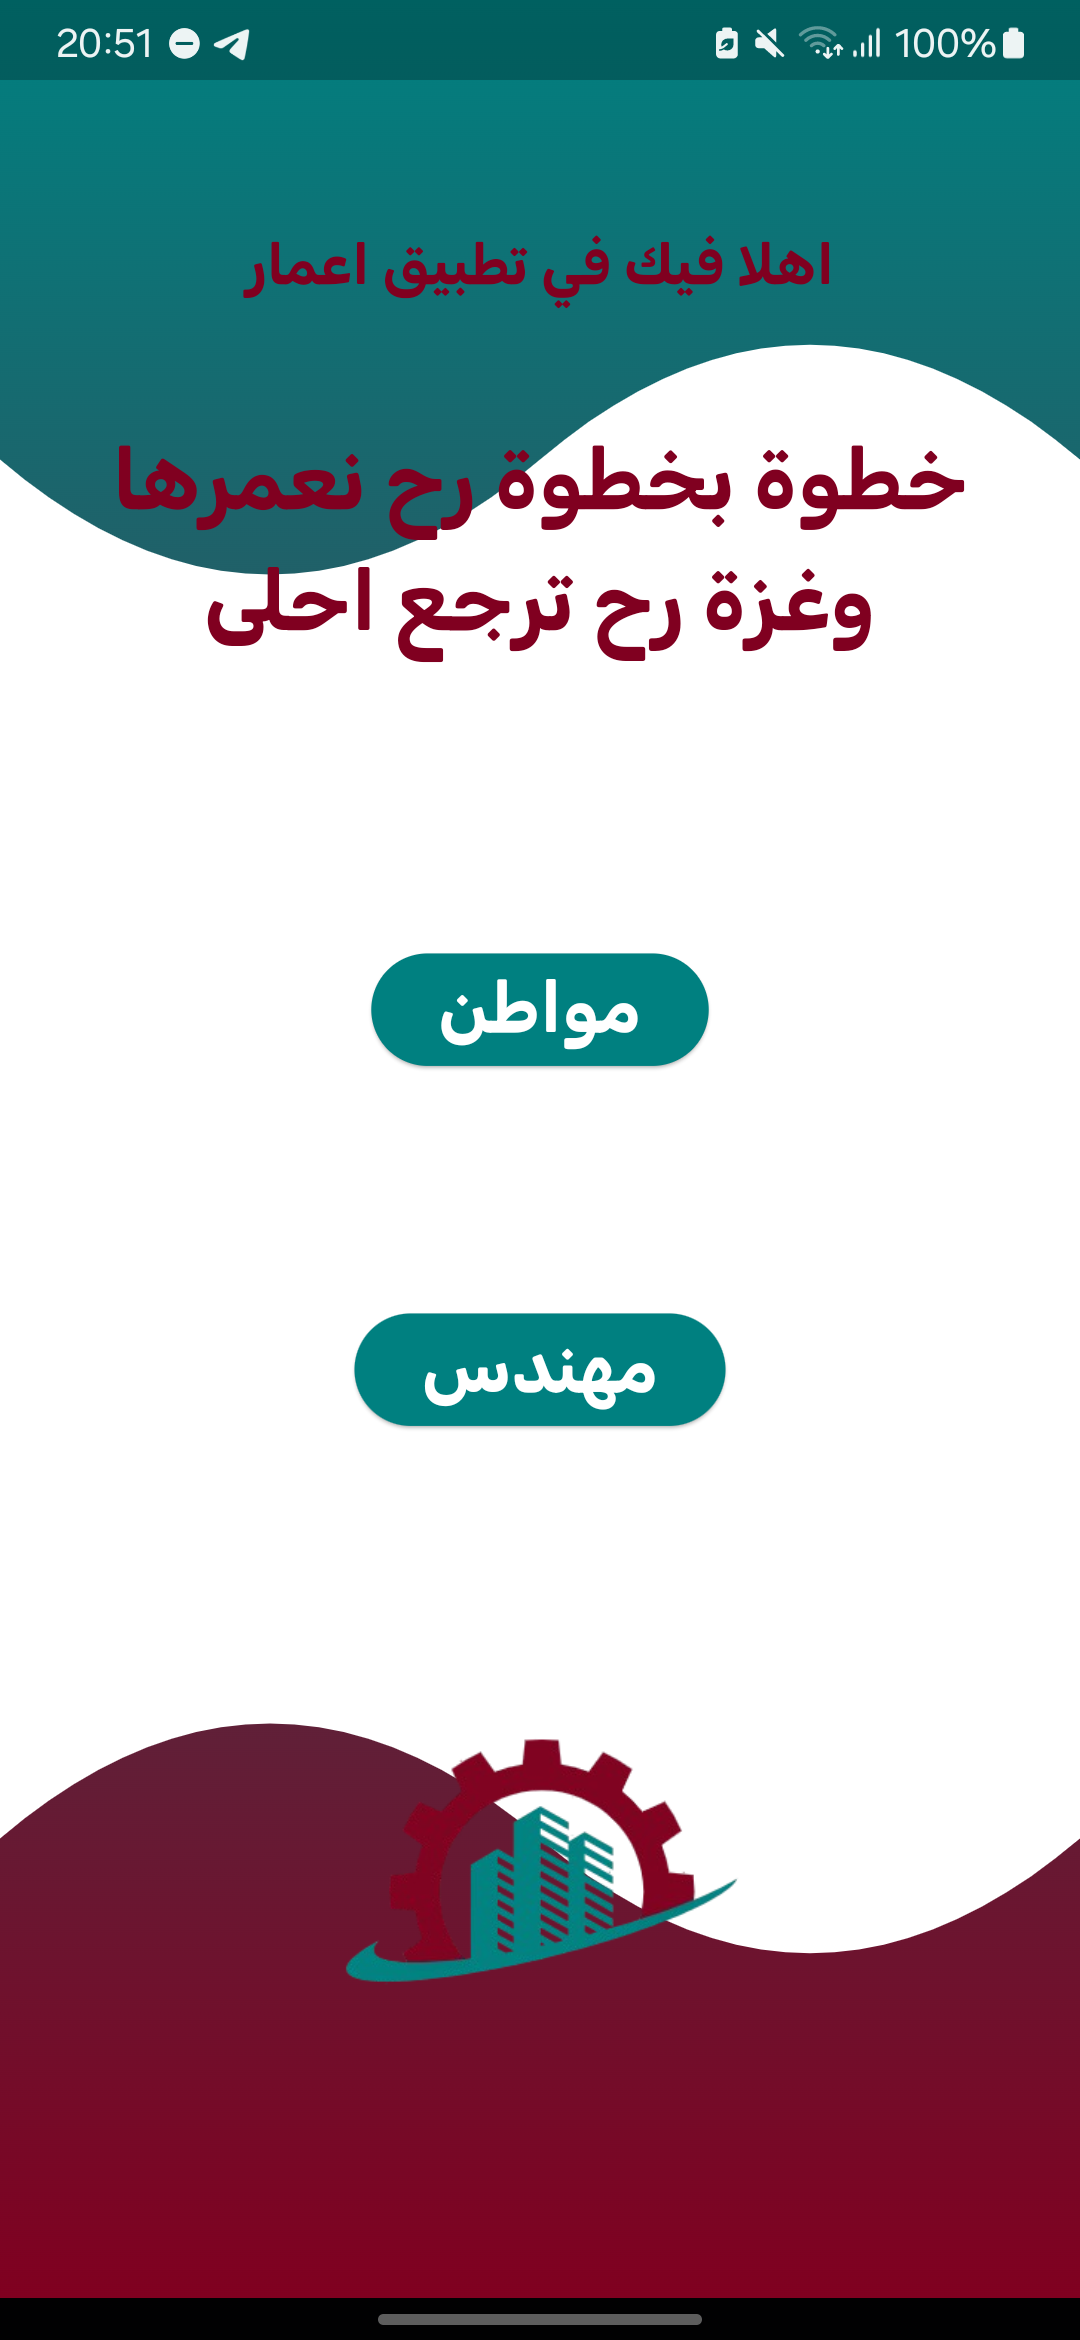 20:51
100%
اهلا فيك في تطبيق اعمار
خطوة بخطوة رح نعمرها
وغزة رح ترجع احلى
مواطن
مهندس